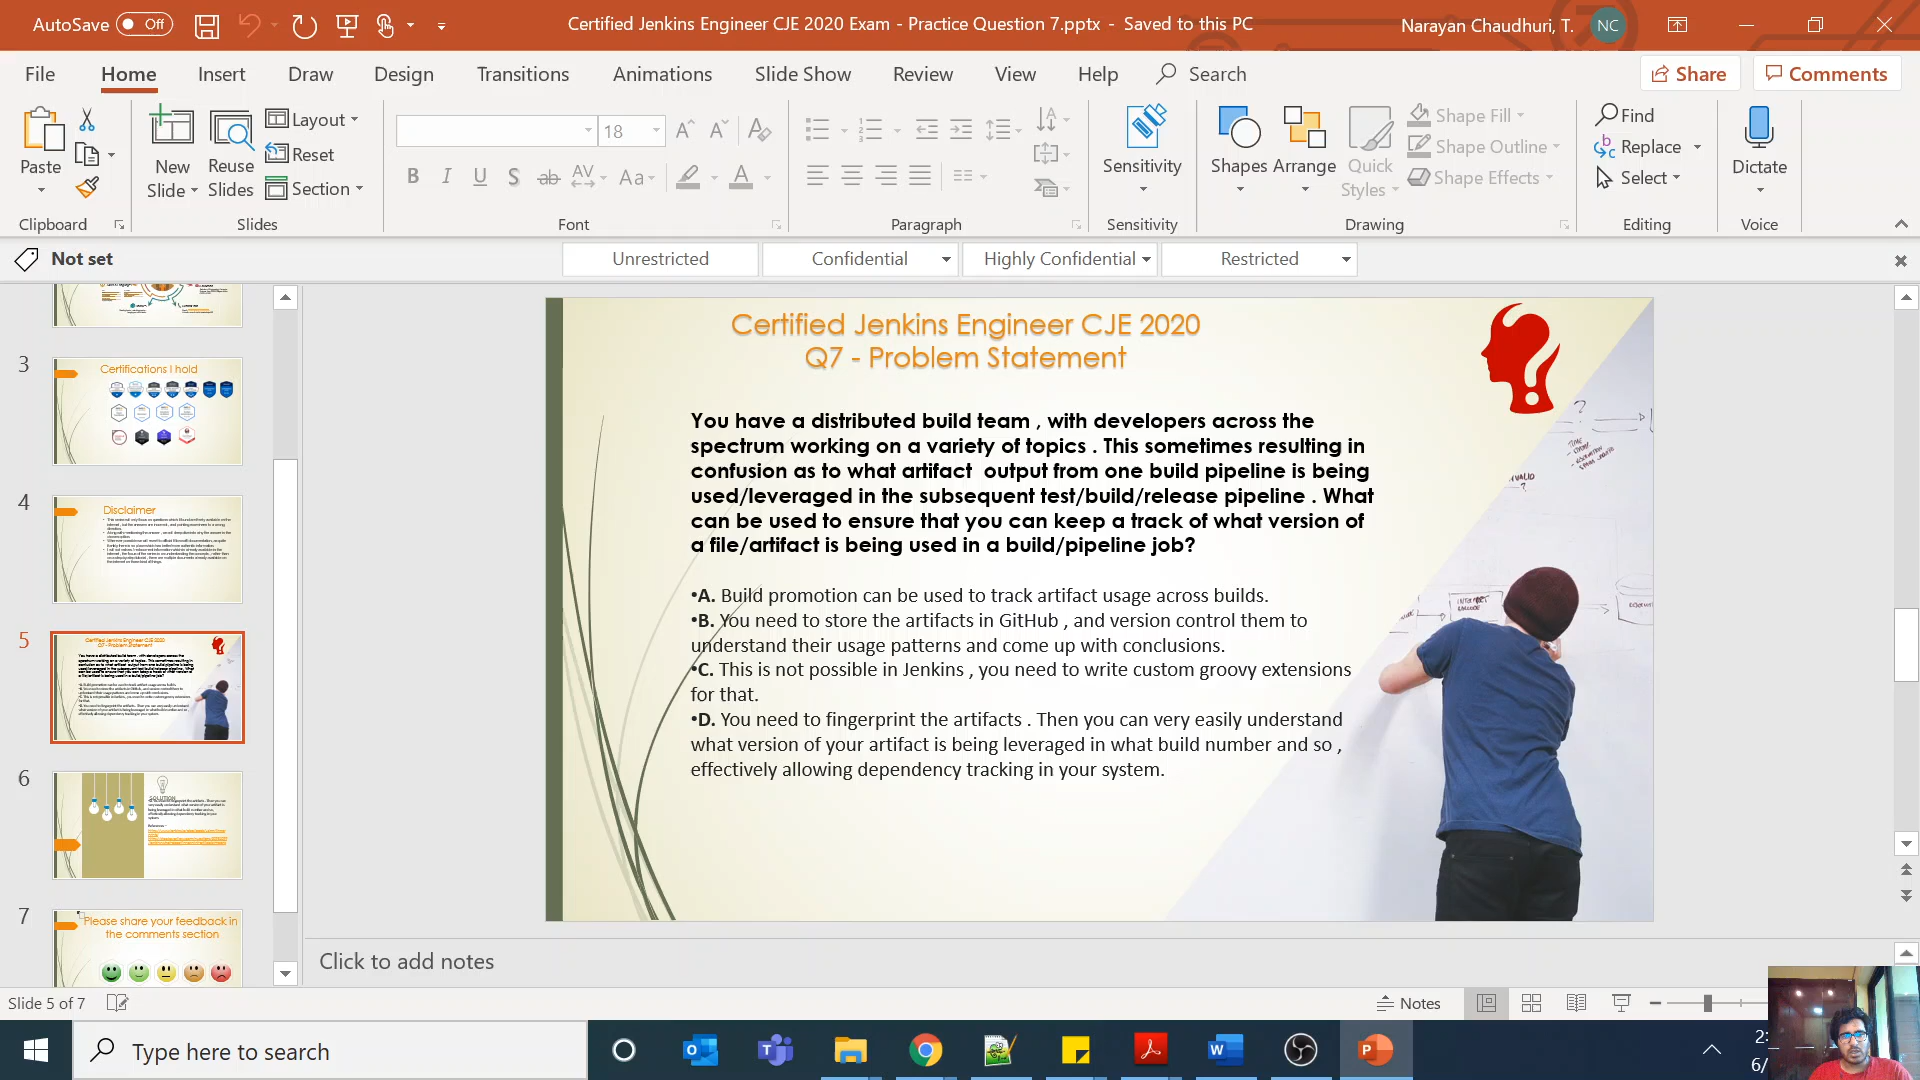 AutoSave Off
Certified Jenkins Engineer CJE 2020 Exam - Practice Question 7.pptx - Saved to this PC
Narayan Chaudhuri, T. NC
File Home Insert Draw Design Transitions Animations Slide Show Review View Help Search Share Comments
Paste
New Slide
Reuse Slides
Layout
Reset
Section
18
B I U S ab AV Aa A
Sensitivity
Shapes Arrange
Quick Styles
Shape Fill
Shape Outline
Shape Effects
Find
Replace
Select
Dictate
Clipboard Slides Font Paragraph Sensitivity Drawing Editing Voice
Not set Unrestricted Confidential Highly Confidential Restricted
3
Certifications I hold
4
Disclaimer
5
6
7
Please share your feedback in
the comments section
Certified Jenkins Engineer CJE 2020
Q7 - Problem Statement
You have a distributed build team , with developers across the
spectrum working on a variety of topics . This sometimes resulting in
confusion as to what artifact output from one build pipeline is being
used/leveraged in the subsequent test/build/release pipeline . What
can be used to ensure that you can keep a track of what version of
a file/artifact is being used in a build/pipeline job?
•A. Build promotion can be used to track artifact usage across builds.
•B. You need to store the artifacts in GitHub , and version control them to
understand their usage patterns and come up with conclusions.
•C. This is not possible in Jenkins , you need to write custom groovy extensions
for that.
•D. You need to fingerprint the artifacts . Then you can very easily understand
what version of your artifact is being leveraged in what build number and so ,
effectively allowing dependency tracking in your system.
Click to add notes
Slide 5 of 7
Notes
Type here to search